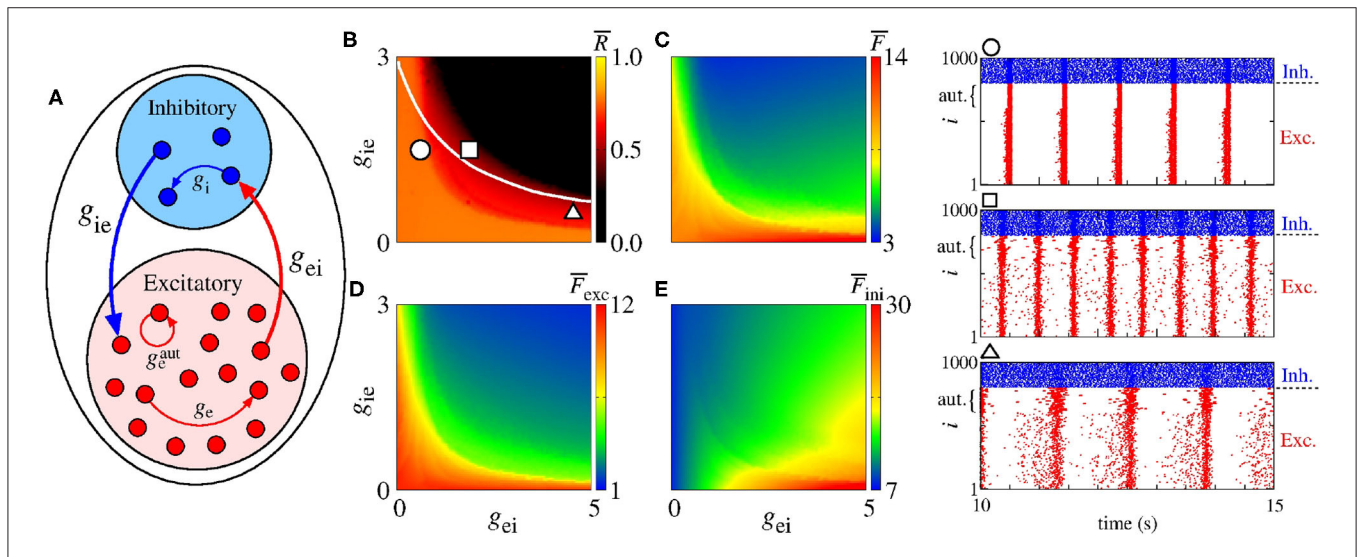 A
Inhibitory
g_i
g_ie
g_ei
Excitatory
g_e^aut
g_e
B
R̅
3
g_ie
0
1.0
0.5
0.0
C
F̅
14
3
D
F̅_exc
3
g_ie
0
0
g_ei
5
12
1
E
F̅_ini
0
g_ei
5
30
7
1000
aut.{
i
1
Inh.
Exc.
1000
aut.{
i
1
Inh.
Exc.
1000
aut.{
i
1
Inh.
Exc.
10
15
time (s)